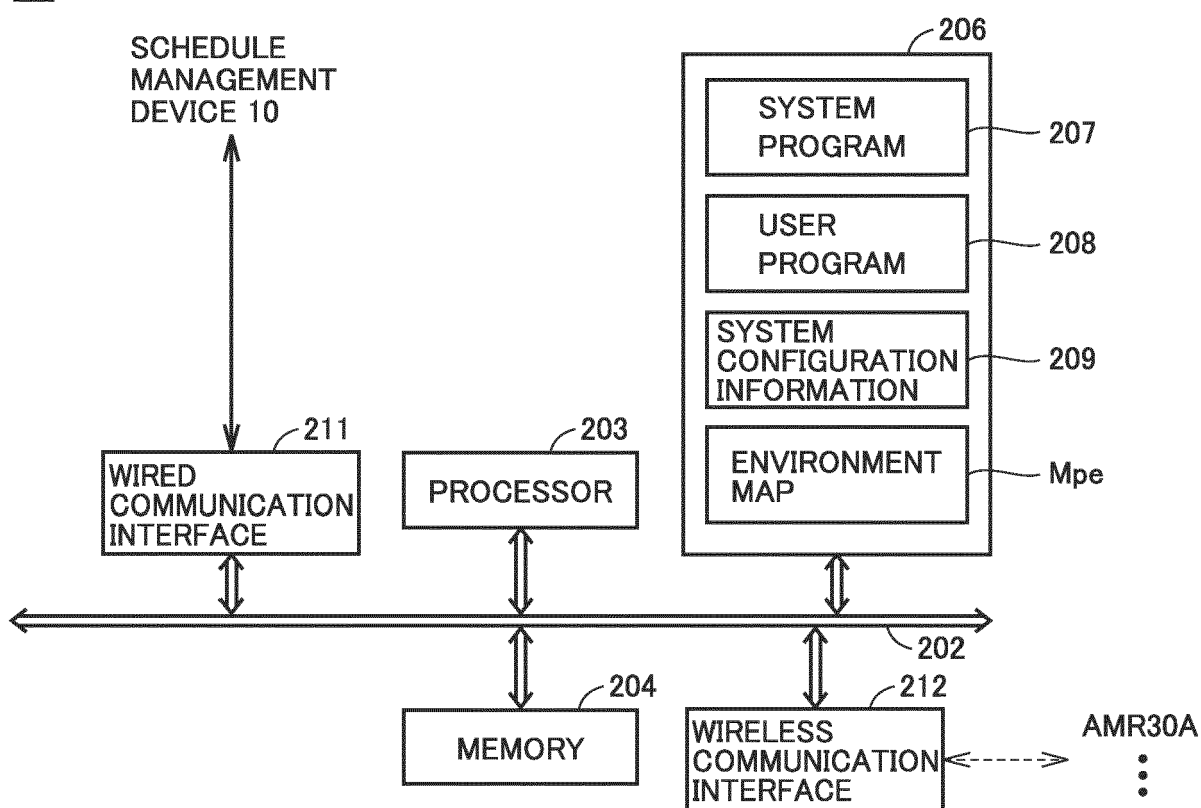 SCHEDULE
MANAGEMENT
DEVICE 10
206
SYSTEM
PROGRAM
207
USER
PROGRAM
208
SYSTEM
CONFIGURATION
INFORMATION
209
ENVIRONMENT
MAP
Mpe
211
WIRED
COMMUNICATION
INTERFACE
203
PROCESSOR
202
204
MEMORY
212
WIRELESS
COMMUNICATION
INTERFACE
AMR30A